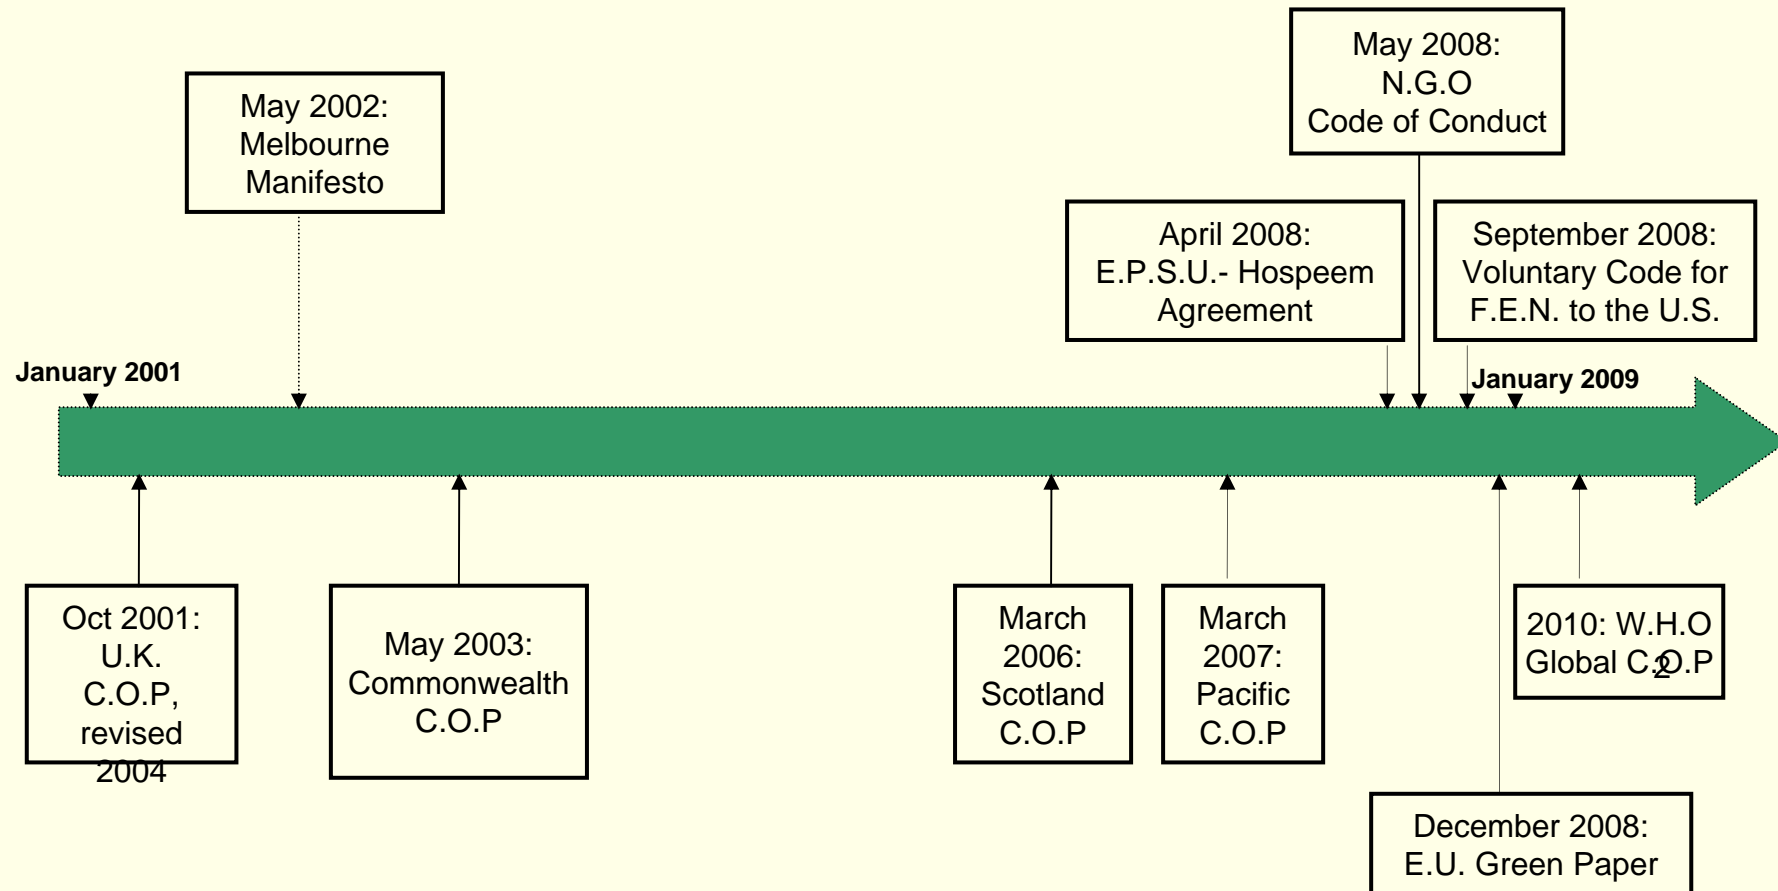 May 2008:
N.G.O
Code of Conduct
May 2002:
Melbourne
Manifesto
April 2008:
E.P.S.U.- Hospeem
Agreement
September 2008:
Voluntary Code for
F.E.N. to the U.S.
January 2001
January 2009
Oct 2001:
U.K.
C.O.P,
revised
2004
May 2003:
Commonwealth
C.O.P
March
2006:
Scotland
C.O.P
March
2007:
Pacific
C.O.P
2010: W.H.O
Global C.O.P
2
December 2008:
E.U. Green Paper